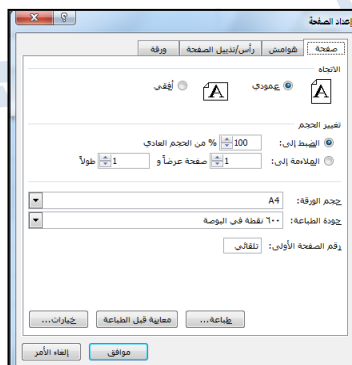 إعداد الصفحة
صفحة هوامش رأس/تذييل الصفحة ورقة
الاتجاه
A عمودي A أفقي
تغيير الحجم
الضبط إلى: 100 % من الحجم العادي
الملاءمة إلى: 1 صفحة عرضاً و 1 طولاً
حجم الورقة: A4
جودة الطباعة: ٦٠٠ نقطة في البوصة
رقم الصفحة الأولى: تلقائي
طباعة... معاينة قبل الطباعة خيارات...
موافق إلغاء الأمر